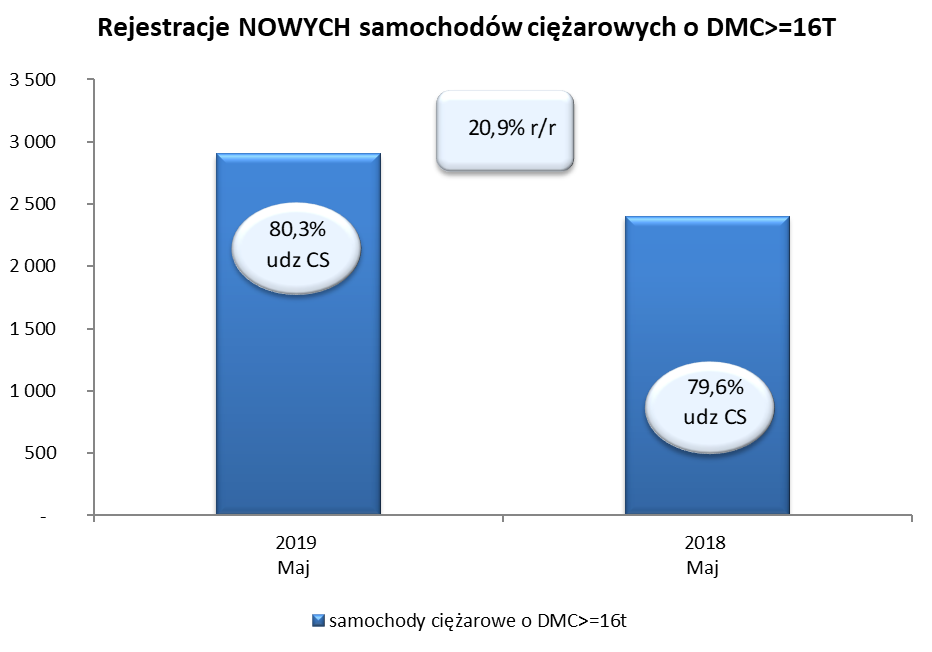 Rejestracje NOWYCH samochodów ciężarowych o DMC>=16T
3 500
3 000
2 500
2 000
1 500
1 000
500
-
20,9% r/r
80,3%
udz CS
79,6%
udz CS
2019
Maj
2018
Maj
samochody ciężarowe o DMC>=16t